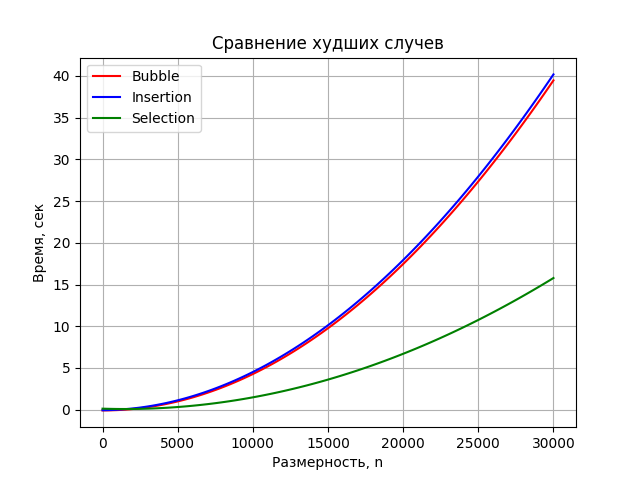 Сравнение худших случев
Bubble
Insertion
Selection
Время, сек
40
35
30
25
20
15
10
5
0
0 5000 10000 15000 20000 25000 30000
Размерность, n